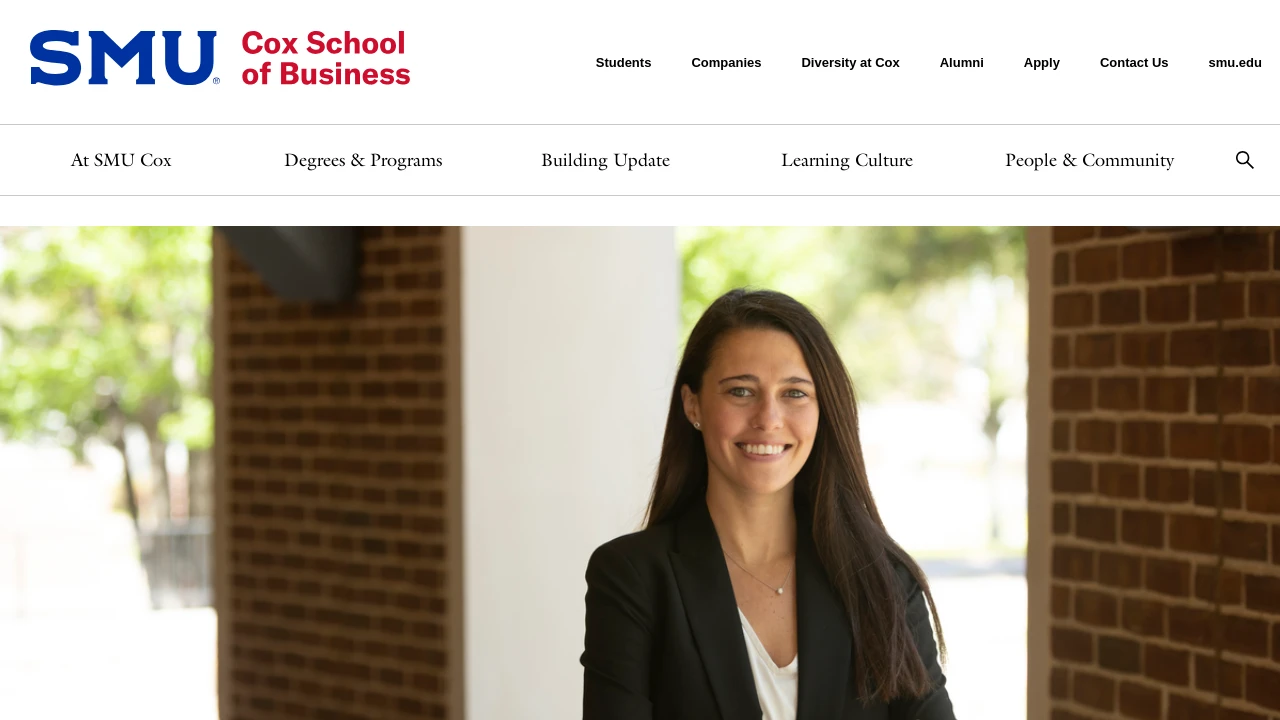 SMU® Cox School
of Business
Students Companies Diversity at Cox Alumni Apply Contact Us smu.edu
At SMU Cox Degrees & Programs Building Update Learning Culture People & Community